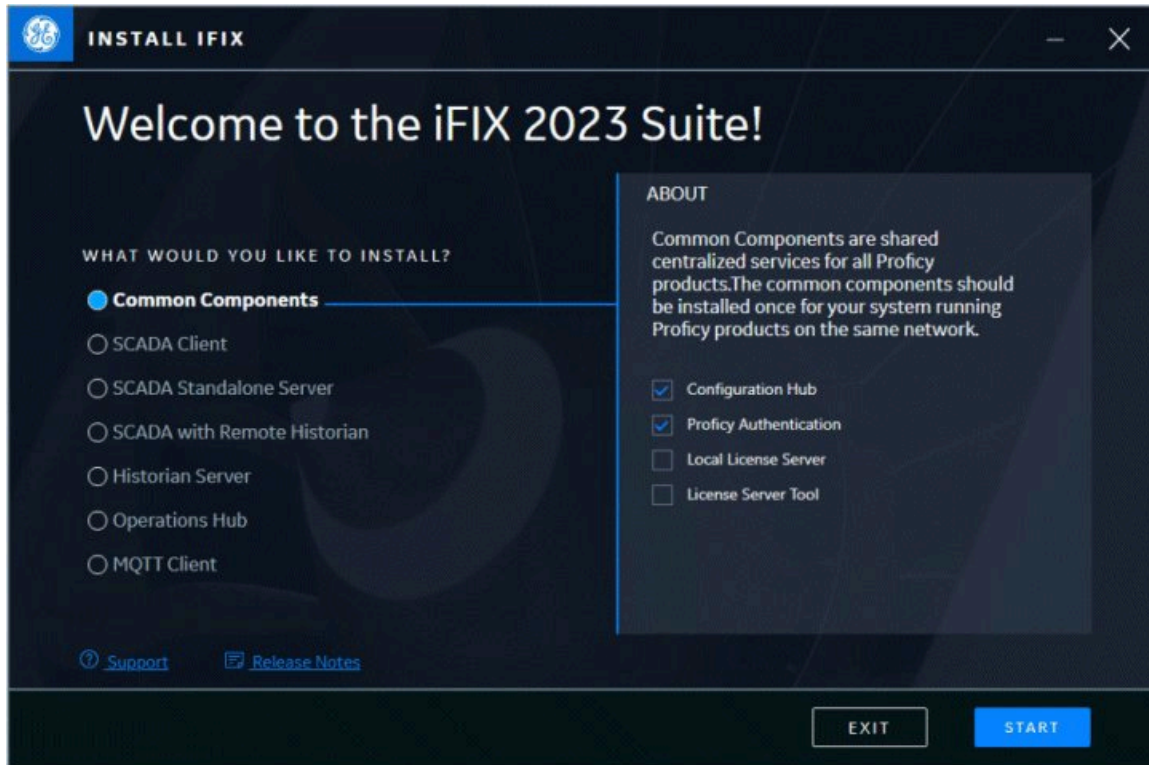 INSTALL IFIX
Welcome to the iFIX 2023 Suite!
WHAT WOULD YOU LIKE TO INSTALL?
Common Components
SCADA Client
SCADA Standalone Server
SCADA with Remote Historian
Historian Server
Operations Hub
MQTT Client
Support
Release Notes
ABOUT
Common Components are shared
centralized services for all Proficy
products.The common components should
be installed once for your system running
Proficy products on the same network.
Configuration Hub
Proficy Authentication
Local License Server
License Server Tool
EXIT
START